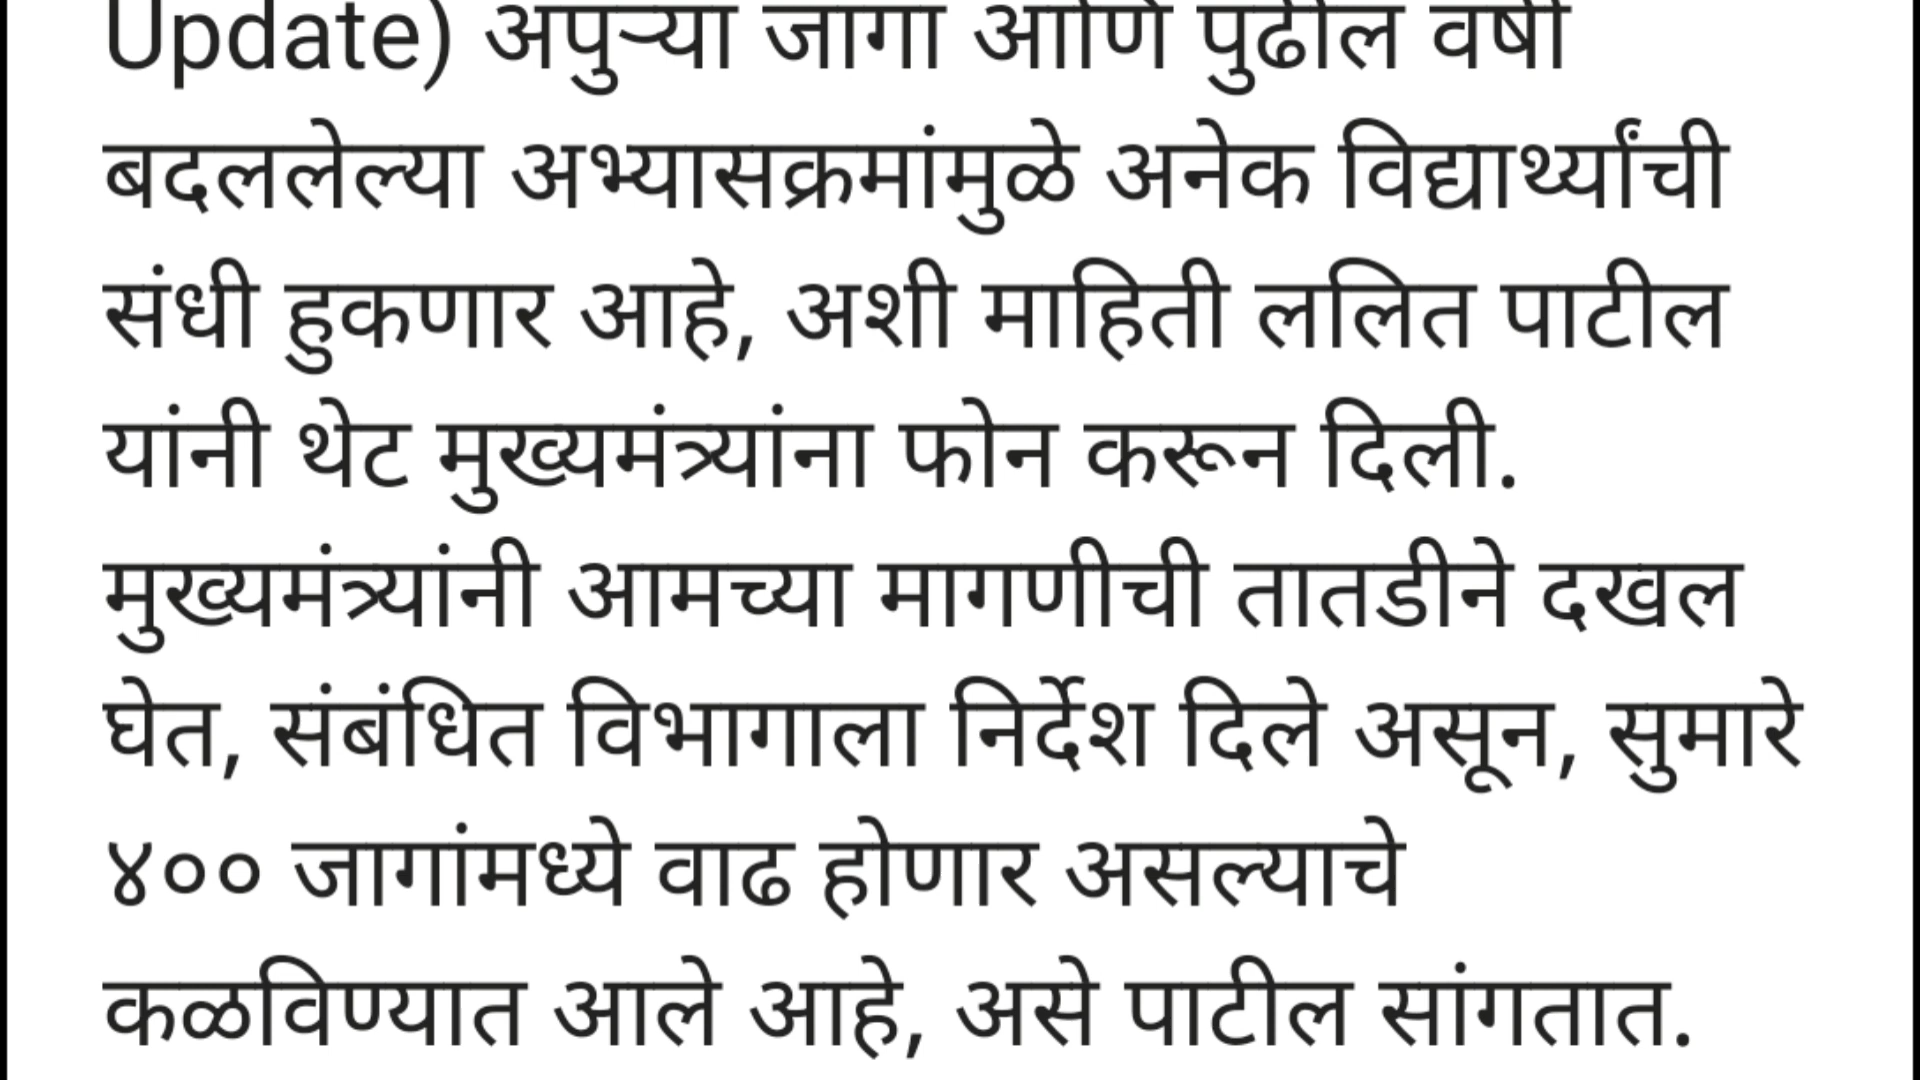 Update) अपुऱ्या जागा आणि पुढील वर्षी
बदललेल्या अभ्यासक्रमांमुळे अनेक विद्यार्थ्यांची
संधी हुकणार आहे, अशी माहिती ललित पाटील
यांनी थेट मुख्यमंत्र्यांना फोन करून दिली.
मुख्यमंत्र्यांनी आमच्या मागणीची तातडीने दखल
घेत, संबंधित विभागाला निर्देश दिले असून, सुमारे
४०० जागांमध्ये वाढ होणार असल्याचे
कळविण्यात आले आहे, असे पाटील सांगतात.